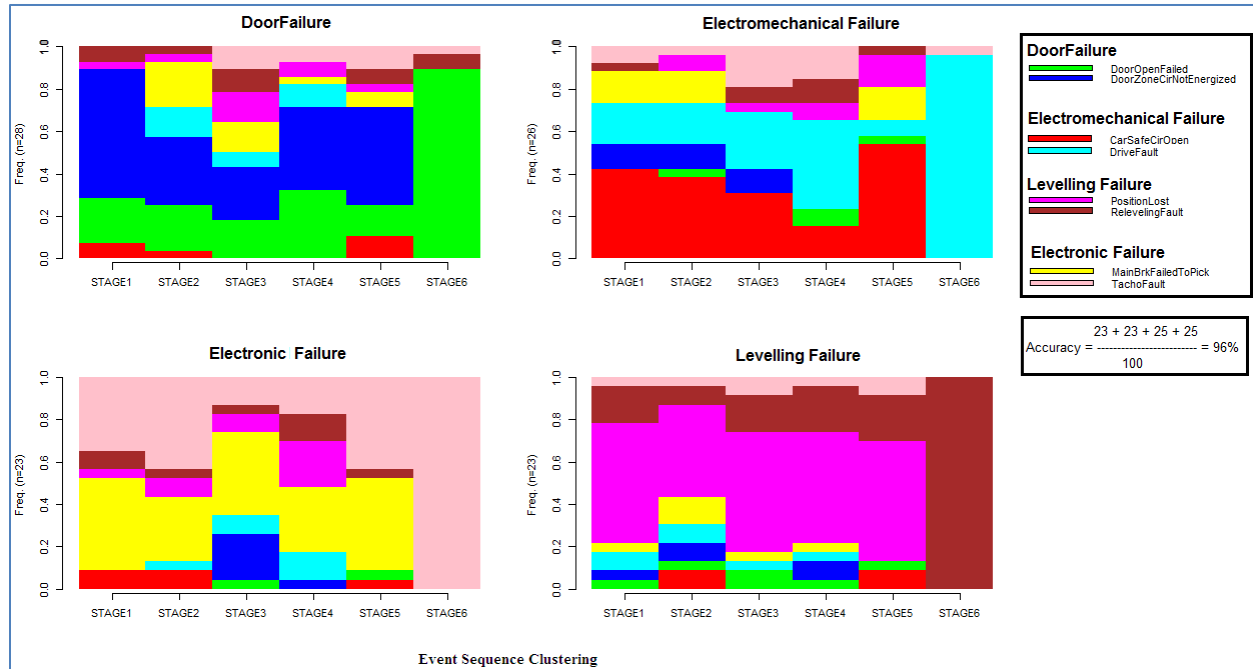 DoorFailure
1.0
0.8
0.6
0.4
0.2
0.0
Freq. (n=28)
STAGE1 STAGE2 STAGE3 STAGE4 STAGE5 STAGE6
Electromechanical Failure
1.0
0.8
0.6
0.4
0.2
0.0
Freq. (n=26)
STAGE1 STAGE2 STAGE3 STAGE4 STAGE5 STAGE6
DoorFailure
DoorOpenFailed
DoorZoneCirNotEnergized
Electromechanical Failure
CarSafeCirOpen
DriveFault
Levelling Failure
PositionLost
RelevelingFault
Electronic Failure
MainBrkFailedToPick
TachoFault
23 + 23 + 25 + 25
Accuracy = ------------------------ = 96%
100
Electronic Failure
1.0
0.8
0.6
0.4
0.2
0.0
Freq. (n=23)
STAGE1 STAGE2 STAGE3 STAGE4 STAGE5 STAGE6
Levelling Failure
1.0
0.8
0.6
0.4
0.2
0.0
Freq. (n=23)
STAGE1 STAGE2 STAGE3 STAGE4 STAGE5 STAGE6
Event Sequence Clustering